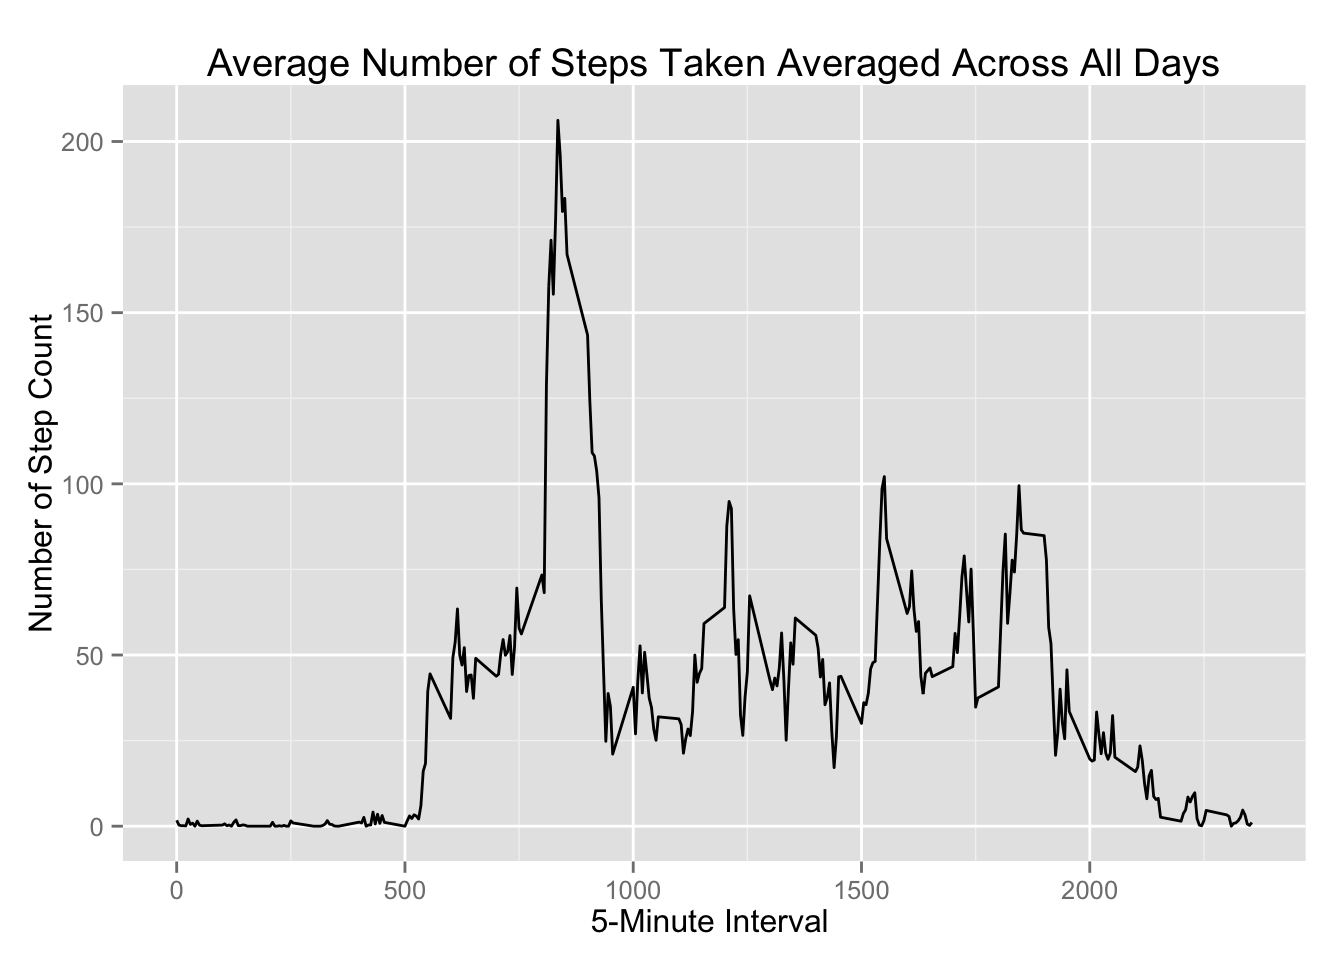 Average Number of Steps Taken Averaged Across All Days
Number of Step Count
200
150
100
50
0
0 500 1000 1500 2000
5-Minute Interval